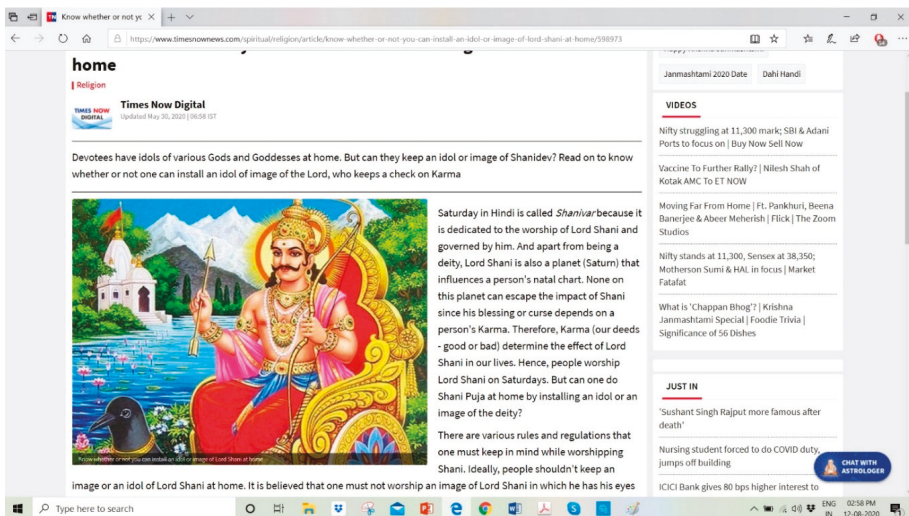 Know whether or not yc
https://www.timesnownews.com/spiritual/religion/article/know-whether-or-not-you-can-install-an-idol-or-image-of-lord-shani-at-home/598973
home
Religion
TIMES NOW
DIGITAL
Times Now Digital
Updated May 30, 2020 | 06:58 IST
Devotees have idols of various Gods and Goddesses at home. But can they keep an idol or image of Shanidev? Read on to know
whether or not one can install an idol of image of the Lord, who keeps a check on Karma
Know whether or not you can install an idol or image of Lord Shani at home
Saturday in Hindi is called Shanivar because it
is dedicated to the worship of Lord Shani and
governed by him. And apart from being a
deity, Lord Shani is also a planet (Saturn) that
influences a person's natal chart. None on
this planet can escape the impact of Shani
since his blessing or curse depends on a
person's Karma. Therefore, Karma (our deeds
- good or bad) determine the effect of Lord
Shani in our lives. Hence, people worship
Lord Shani on Saturdays. But can one do
Shani Puja at home by installing an idol or an
image of the deity?
There are various rules and regulations that
one must keep in mind while worshipping
Shani. Ideally, people shouldn't keep an
image or an idol of Lord Shani at home. It is believed that one must not worship an image of Lord Shani in which he has his eyes
Janmashtami 2020 Date
Dahi Handi
VIDEOS
Nifty struggling at 11,300 mark; SBI & Adani
Ports to focus on | Buy Now Sell Now
Vaccine To Further Rally? | Nilesh Shah of
Kotak AMC To ET NOW
Moving Far From Home | Ft. Pankhuri, Beena
Banerjee & Abeer Meherish | Flick | The Zoom
Studios
Nifty stands at 11,300, Sensex at 38,350;
Motherson Sumi & HAL in focus | Market
Fatafat
What is 'Chappan Bhog'? | Krishna
Janmashtami Special | Foodie Trivia |
Significance of 56 Dishes
JUST IN
'Sushant Singh Rajput more famous after
death'
Nursing student forced to do COVID duty,
jumps off building
ICICI Bank gives 80 bps higher interest to
CHAT WITH
ASTROLOGER
Type here to search
ENG
IN
02:58 PM
12-08-2020